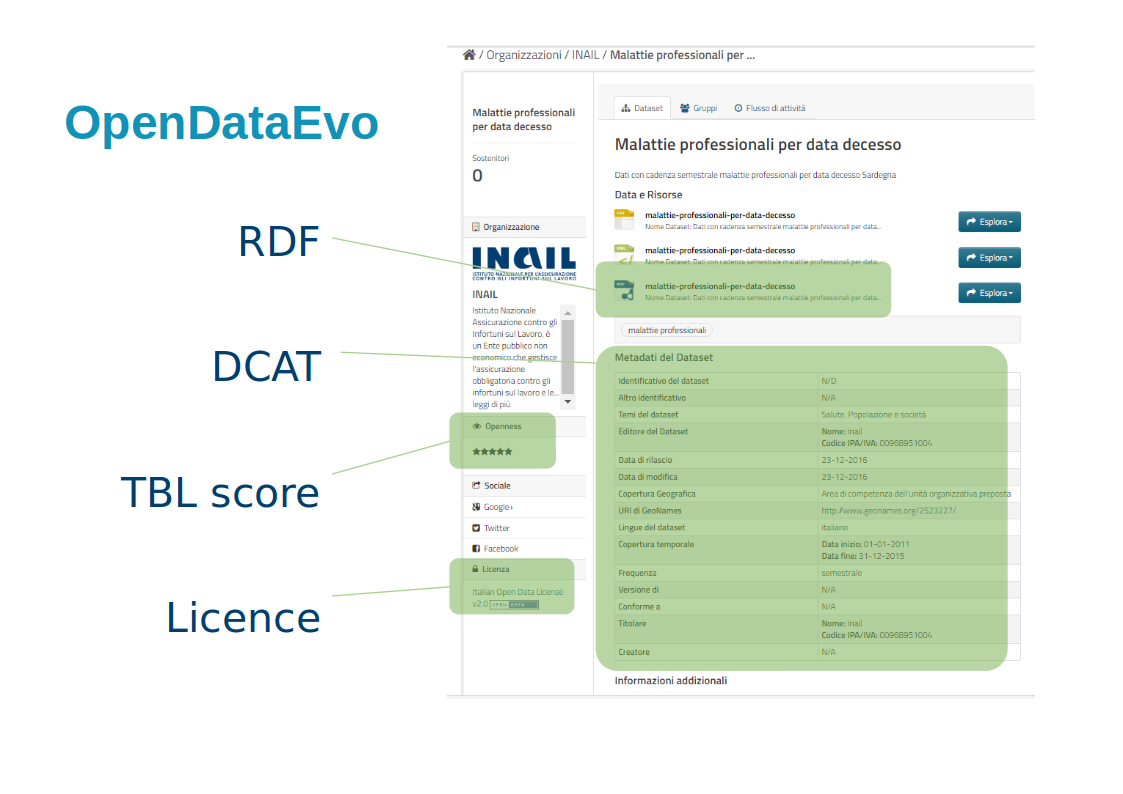 OpenDataEvo
RDF
DCAT
TBL score
Licence
/ Organizzazioni / INAIL / Malattie professionali per ...
Malattie professionali
per data decesso
Sostenitori
0
Organizzazione
INAIL
ISTITUTO NAZIONALE PER L'ASSICURAZIONE
CONTRO GLI INFORTUNI SUL LAVORO
INAIL
Istituto Nazionale
Assicurazione contro gli
Infortuni sul Lavoro, è
un Ente pubblico non
economico che gestisce
l'assicurazione
obbligatoria contro gli
infortuni sul lavoro e le...
leggi di più
Openness
Sociale
Google+
Twitter
Facebook
Licenza
Italian Open Data License
v2.0 OPEN DATA
Dataset Gruppi Flusso di attività
Malattie professionali per data decesso
Dati con cadenza semestrale malattie professionali per data decesso Sardegna
Data e Risorse
malattie-professionali-per-data-decesso
Nome Dataset: Dati con cadenza semestrale malattie professionali per data...
Esplora
malattie-professionali-per-data-decesso
Nome Dataset: Dati con cadenza semestrale malattie professionali per data...
Esplora
malattie-professionali-per-data-decesso
Nome Dataset: Dati con cadenza semestrale malattie professionali per data...
Esplora
malattie professionali
Metadati del Dataset
Identificativo del dataset N/D
Altro identificativo N/A
Temi del dataset Salute, Popolazione e società
Editore del Dataset Nome: Inail
Codice IPA/IVA: 00968951004
Data di rilascio 23-12-2016
Data di modifica 23-12-2016
Copertura Geografica Area di competenza dell'unità organizzativa preposta
URI di GeoNames http://www.geonames.org/2523227/
Lingue del dataset italiano
Copertura temporale Data inizio: 01-01-2011
Data fine: 31-12-2015
Frequenza semestrale
Versione di N/A
Conforme a N/A
Titolare Nome: Inail
Codice IPA/IVA: 00968951004
Creatore N/A
Informazioni addizionali